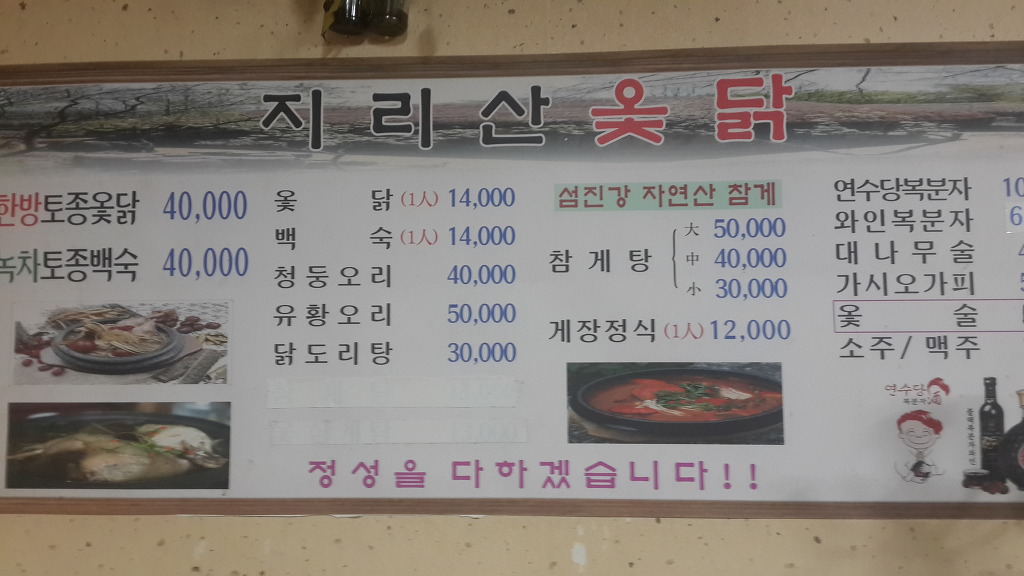 지리산 옻닭
한방토종옻닭 40,000
녹차토종백숙 40,000
옻 닭 (1人) 14,000
백 숙 (1人) 14,000
청둥오리 40,000
유황오리 50,000
닭도리탕 30,000
섬진강 자연산 참게
참게탕 大 50,000
中 40,000
小 30,000
게장정식 (1人) 12,000
연수당복분자 10
와인복분자 6
대나무술
가시오가피
옻 술
소주/맥주
연수당
복분자
정성을 다하겠습니다!!